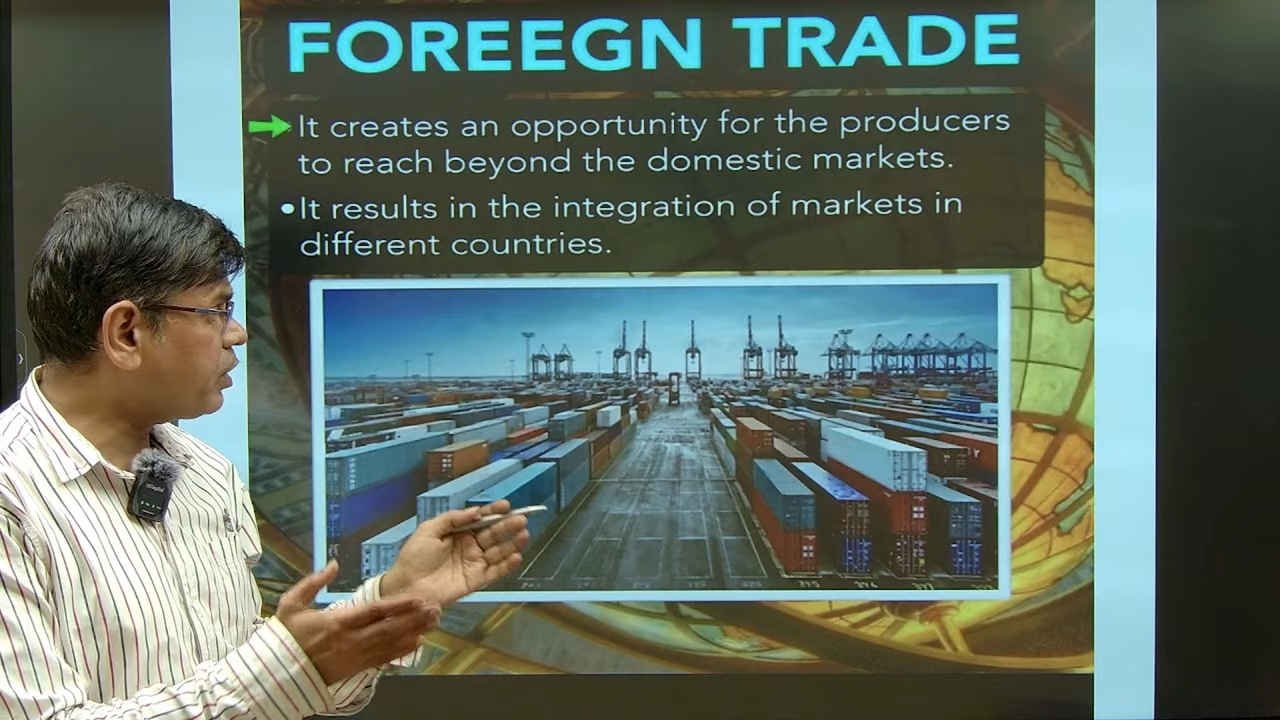 FOREEGN TRADE
It creates an opportunity for the producers
to reach beyond the domestic markets.
•It results in the integration of markets in
different countries.